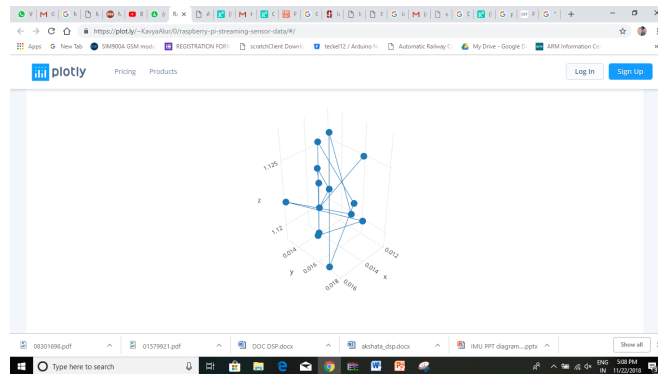 https://plot.ly/~KavyaAlur/0/raspberry-pi-streaming-sensor-data/#/
Apps G New Tab SIM900A GSM modu REGISTRATION FOR scratchClient Downlo teckel12 / Arduino N Automatic Railway C My Drive - Google D ARM Information Ce
plotly Pricing Products Log In Sign Up
1.125
z
1.12
0.014 0.012
0.016 0.014
y x
0.018 0.016
08301696.pdf 01579921.pdf DOC DSP.docx akshata_dsp.docx IMU PPT diagram....pptx Show all
Type here to search
ENG 5:08 PM
IN 11/22/2018